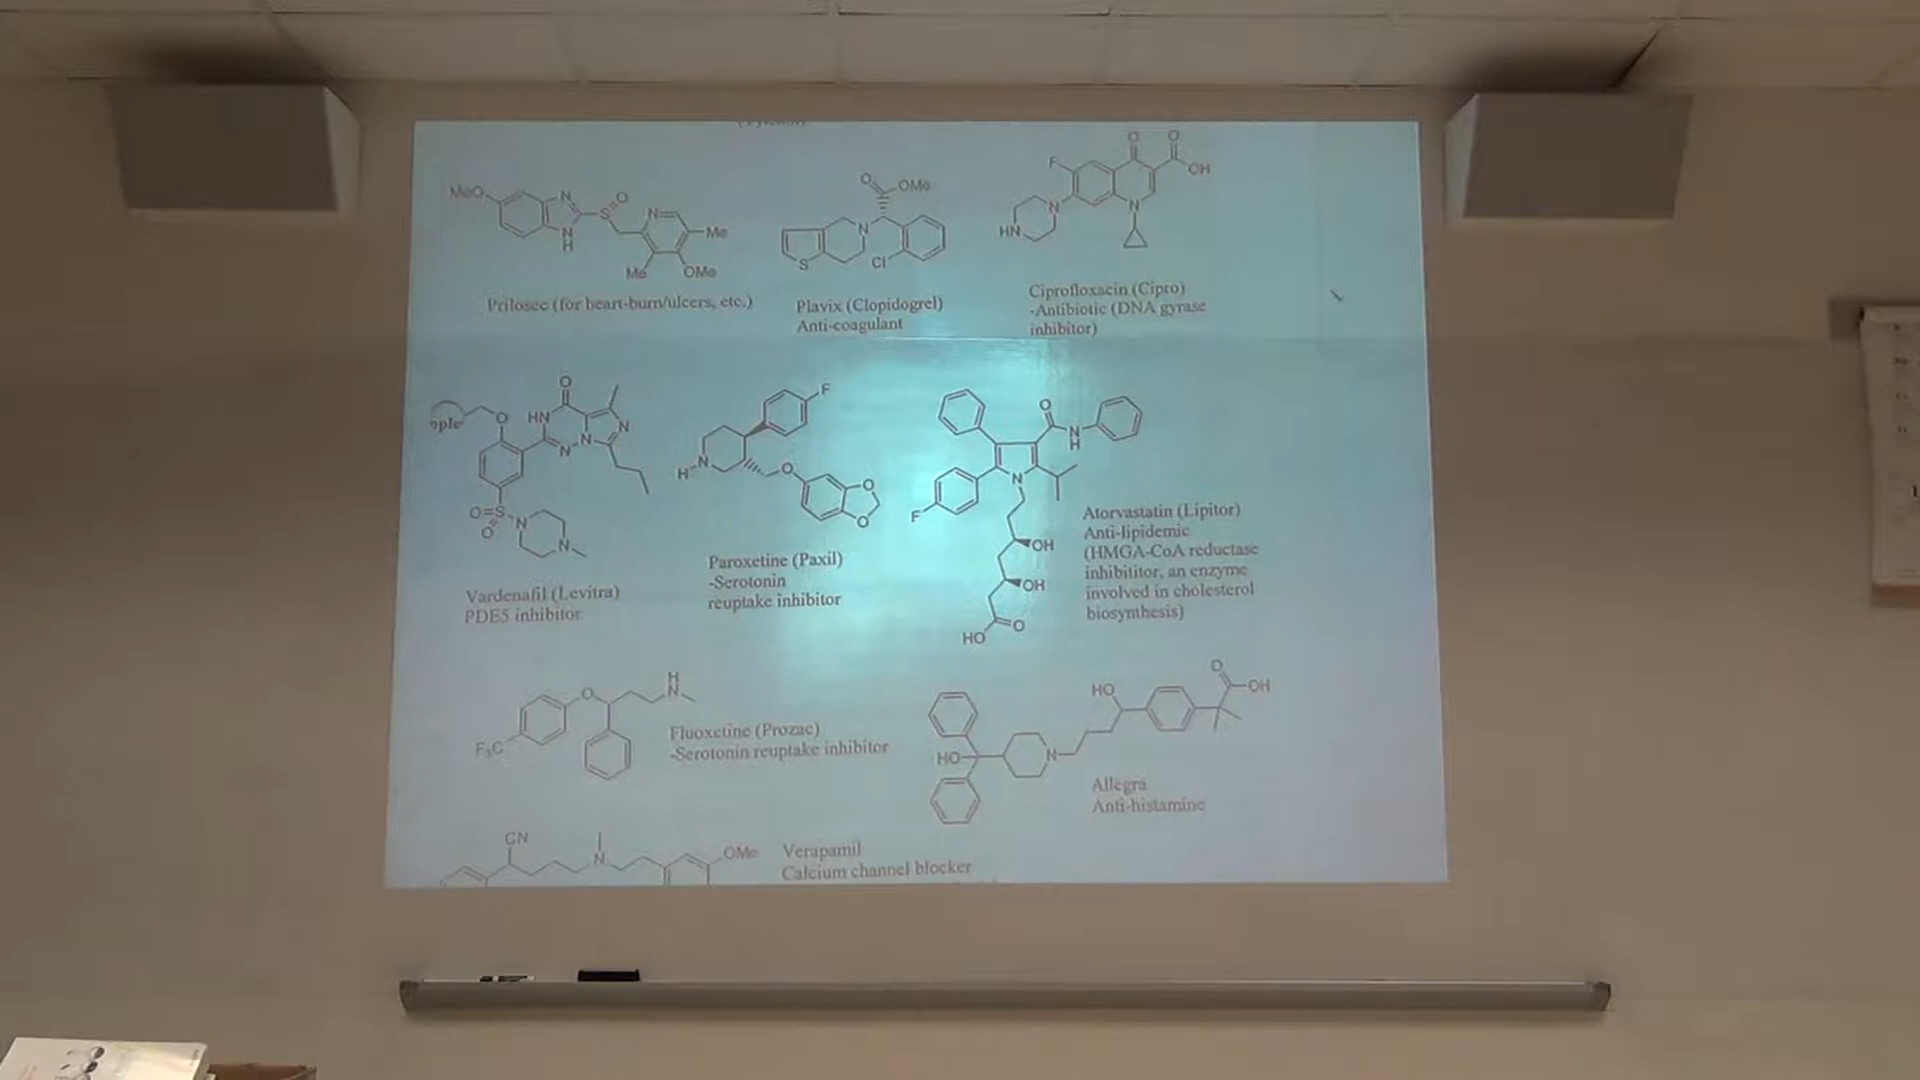 MeO
N
N
H
S
O
N
Me
OMe
Me
Prilosec (for heart-burn/ulcers, etc.)
O
OMe
N
S
Cl
Plavix (Clopidogrel)
Anti-coagulant
O
O
OH
F
N
HN
N
Ciprofloxacin (Cipro)
-Antibiotic (DNA gyrase
inhibitor)
ople
O
O
HN
N
N
N
O=S
O
N
N
Vardenafil (Levitra)
PDE5 inhibitor
F
H-N
O
O
O
Paroxetine (Paxil)
-Serotonin
reuptake inhibitor
O
N
H
N
F
OH
OH
HO
O
Atorvastatin (Lipitor)
Anti-lipidemic
(HMGA-CoA reductase
inhibititor, an enzyme
involved in cholesterol
biosynthesis)
F3C
O
H
N
Fluoxetine (Prozac)
-Serotonin reuptake inhibitor
HO
N
HO
O
OH
Allegra
Anti-histamine
CN
N
OMe
Verapamil
Calcium channel blocker